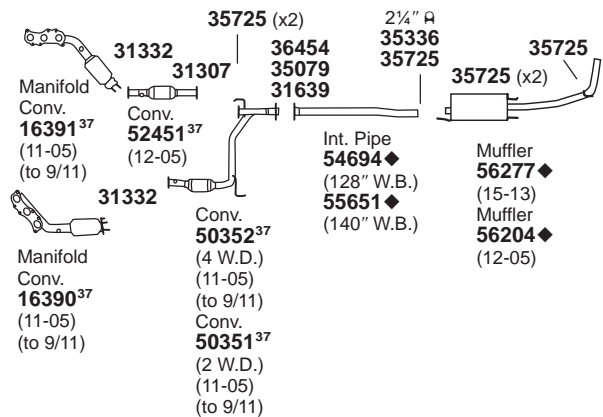 35725 (x2)
2¼″
31332
36454
35336
35725
31307
35079
35725
35725 (x2)
Manifold
31639
Conv.
16391³⁷
(11-05)
(to 9/11)
Conv.
52451³⁷
(12-05)
Int. Pipe
54694◆
(128″ W.B.)
55651◆
(140″ W.B.)
Muffler
56277◆
(15-13)
Muffler
56204◆
(12-05)
31332
Manifold
Conv.
16390³⁷
(11-05)
(to 9/11)
Conv.
50352³⁷
(4 W.D.)
(11-05)
(to 9/11)
Conv.
50351³⁷
(2 W.D.)
(11-05)
(to 9/11)